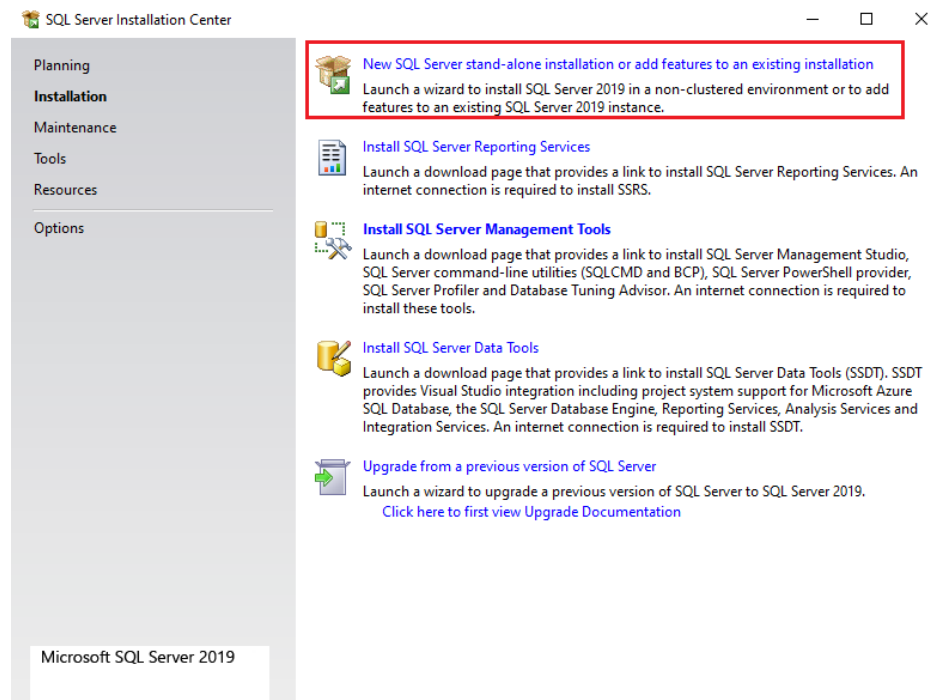 SQL Server Installation Center
Planning
Installation
Maintenance
Tools
Resources
Options
New SQL Server stand-alone installation or add features to an existing installation
Launch a wizard to install SQL Server 2019 in a non-clustered environment or to add
features to an existing SQL Server 2019 instance.
Install SQL Server Reporting Services
Launch a download page that provides a link to install SQL Server Reporting Services. An
internet connection is required to install SSRS.
Install SQL Server Management Tools
Launch a download page that provides a link to install SQL Server Management Studio,
SQL Server command-line utilities (SQLCMD and BCP), SQL Server PowerShell provider,
SQL Server Profiler and Database Tuning Advisor. An internet connection is required to
install these tools.
Install SQL Server Data Tools
Launch a download page that provides a link to install SQL Server Data Tools (SSDT). SSDT
provides Visual Studio integration including project system support for Microsoft Azure
SQL Database, the SQL Server Database Engine, Reporting Services, Analysis Services and
Integration Services. An internet connection is required to install SSDT.
Upgrade from a previous version of SQL Server
Launch a wizard to upgrade a previous version of SQL Server to SQL Server 2019.
Click here to first view Upgrade Documentation
Microsoft SQL Server 2019